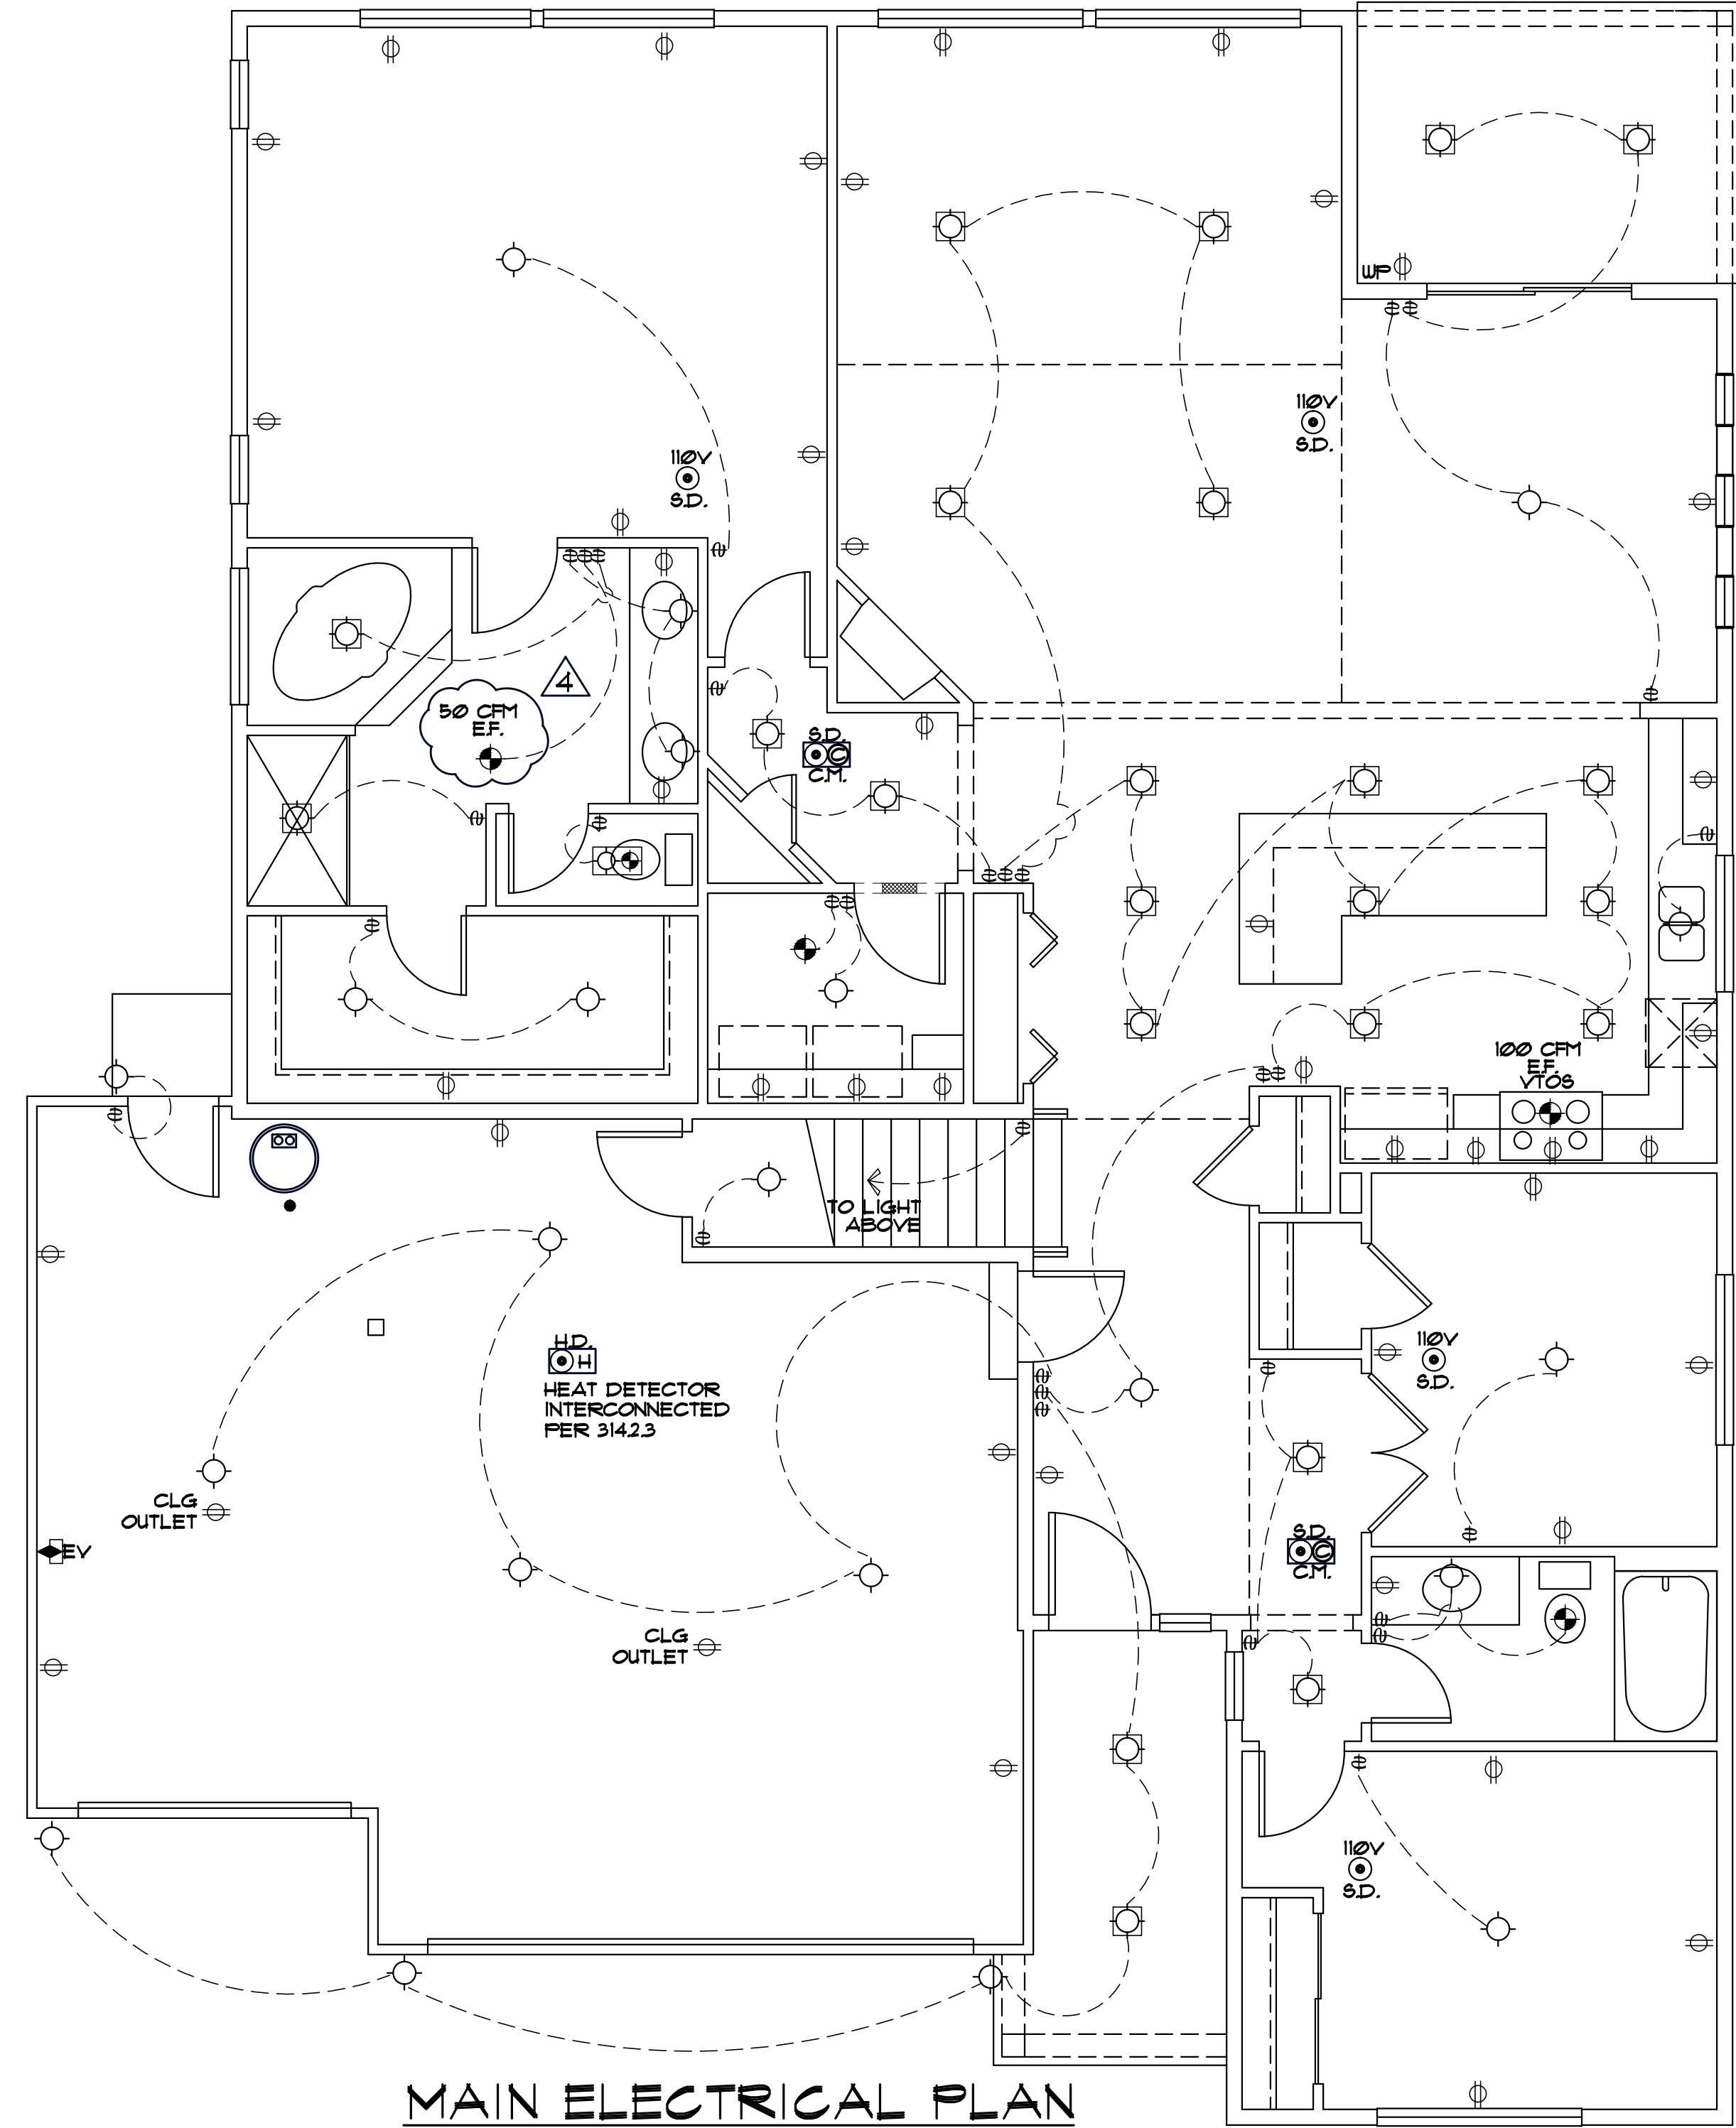 WP
110V
S.D.
110V
S.D.
4
50 CFM
E.F.
S.D.
C
C.M.
100 CFM
E.F.
VTOS
TO LIGHT
ABOVE
H.D.
H
HEAT DETECTOR
INTERCONNECTED
PER 314.2.3
110V
S.D.
CLG
OUTLET
EV
S.D.
C
C.M.
CLG
OUTLET
110V
S.D.
MAIN ELECTRICAL PLAN